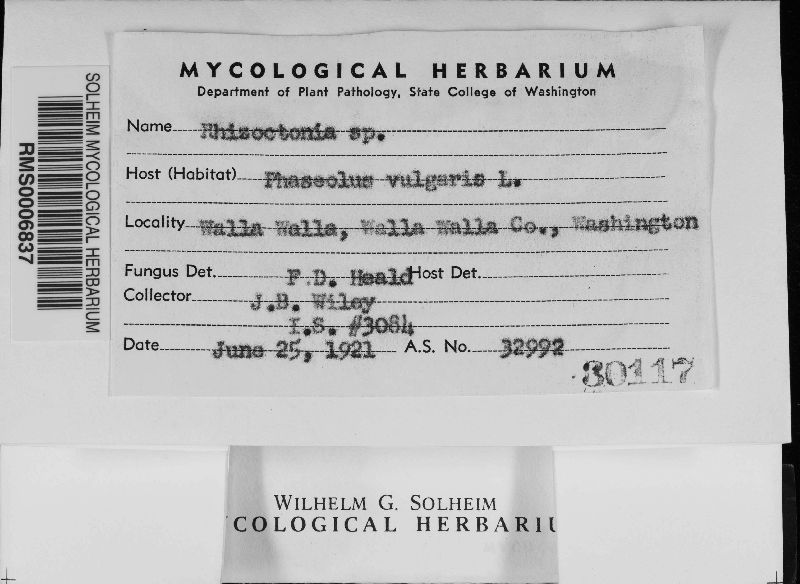 MYCOLOGICAL HERBARIUM
Department of Plant Pathology, State College of Washington
Name Rhizoctonia sp.
Host (Habitat) Phaseolus vulgaris L.
Locality Walla Walla, Walla Walla Co., Washington
Fungus Det. F.D. Heald Host Det.
Collector J.B. Wiley
I.S. #3084
Date June 25, 1921 A.S. No. 32992
30117
SOLHEIM MYCOLOGICAL HERBARIUM
RMS0006837
WILHELM G. SOLHEIM
YCOLOGICAL HERBARIU